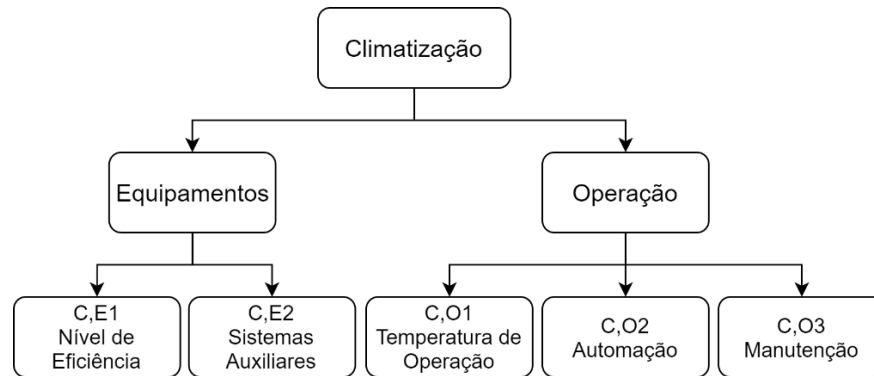 Climatização
Equipamentos
Operação
C,E1
Nível de
Eficiência
C,E2
Sistemas
Auxiliares
C,O1
Temperatura de
Operação
C,O2
Automação
C,O3
Manutenção